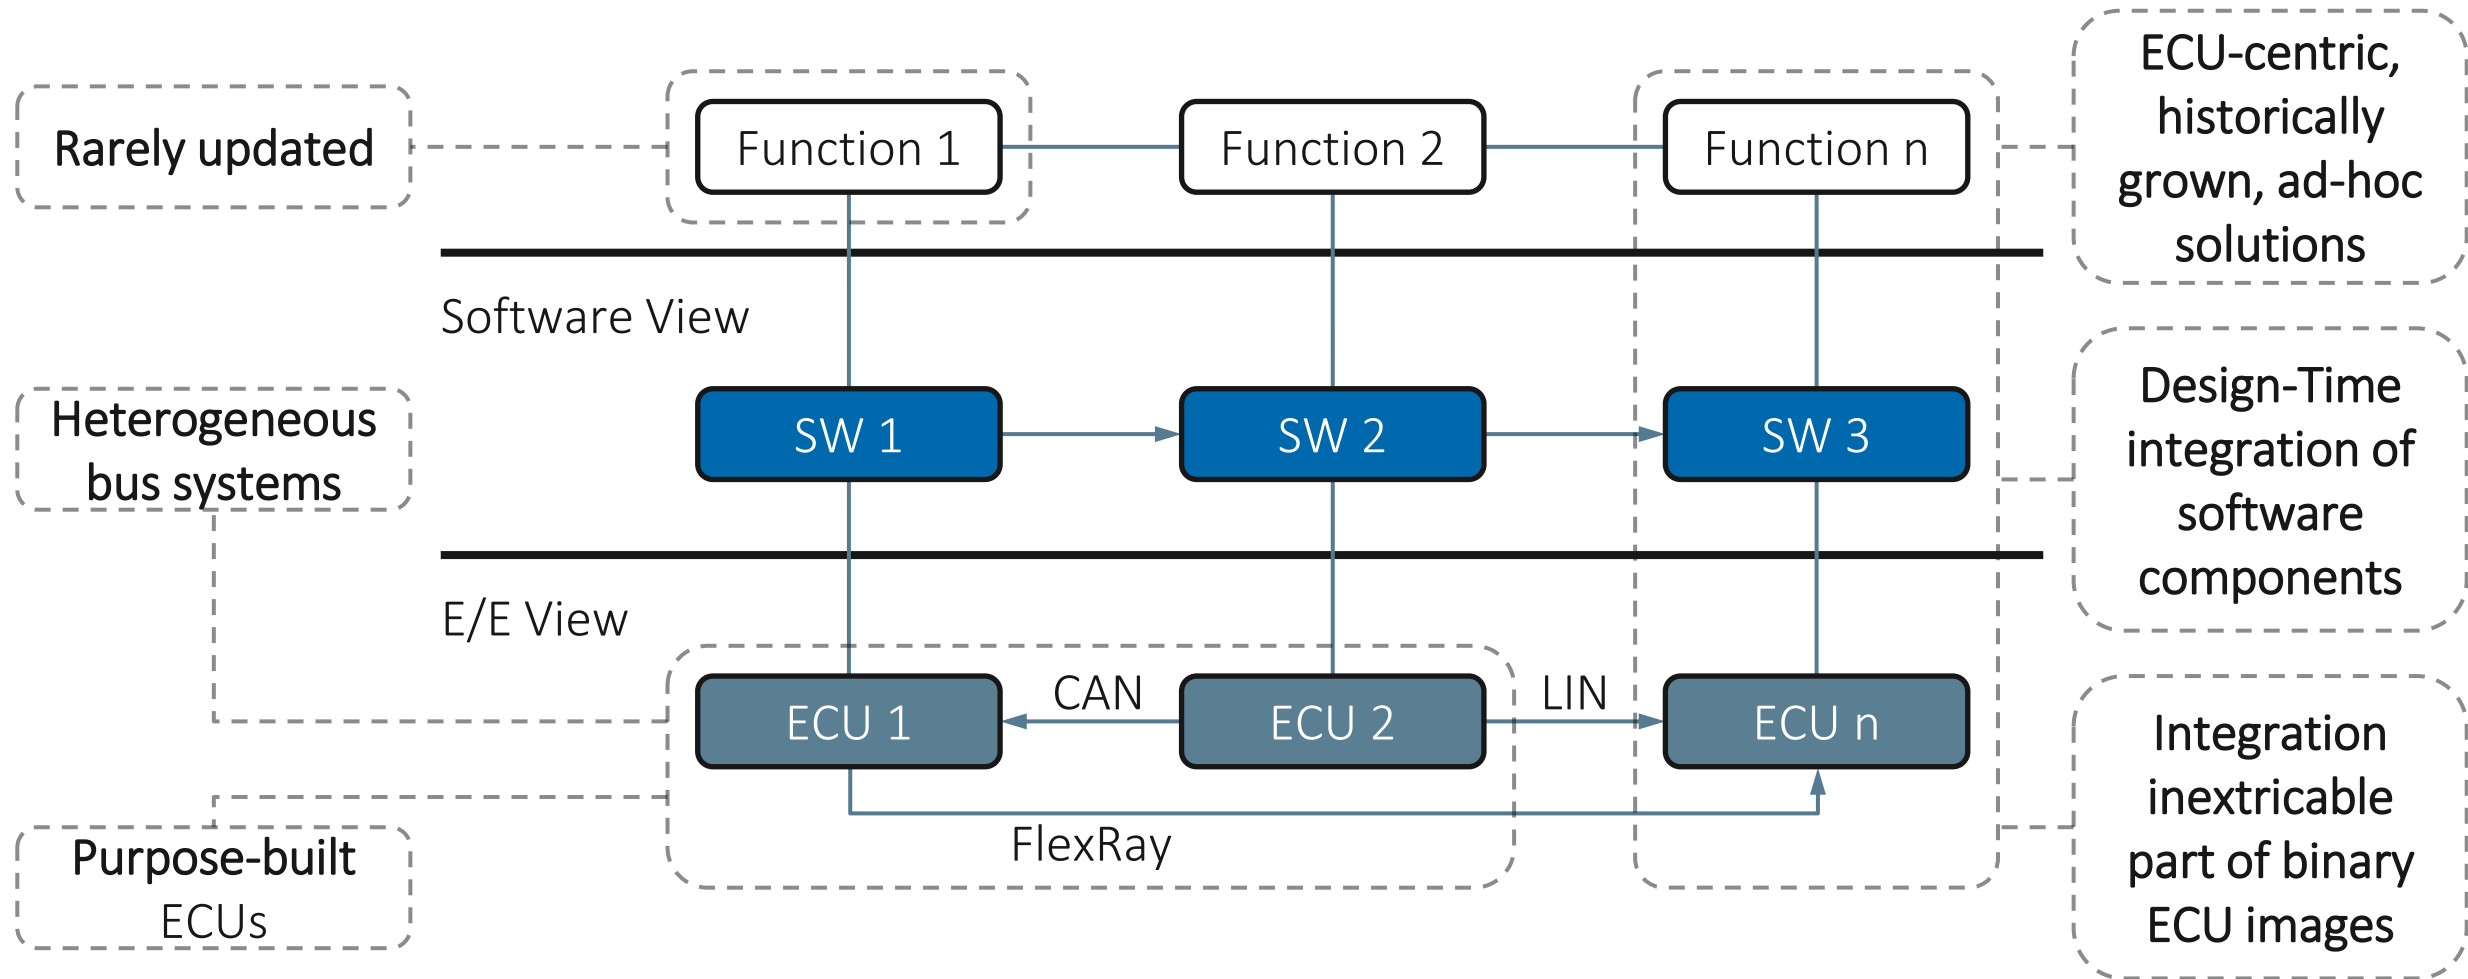 Rarely updated
Function 1
Function 2
Function n
ECU-centric,
historically
grown, ad-hoc
solutions
Software View
Heterogeneous
bus systems
SW 1
SW 2
SW 3
Design-Time
integration of
software
components
E/E View
ECU 1
CAN
ECU 2
LIN
ECU n
FlexRay
Purpose-built
ECUs
Integration
inextricable
part of binary
ECU images